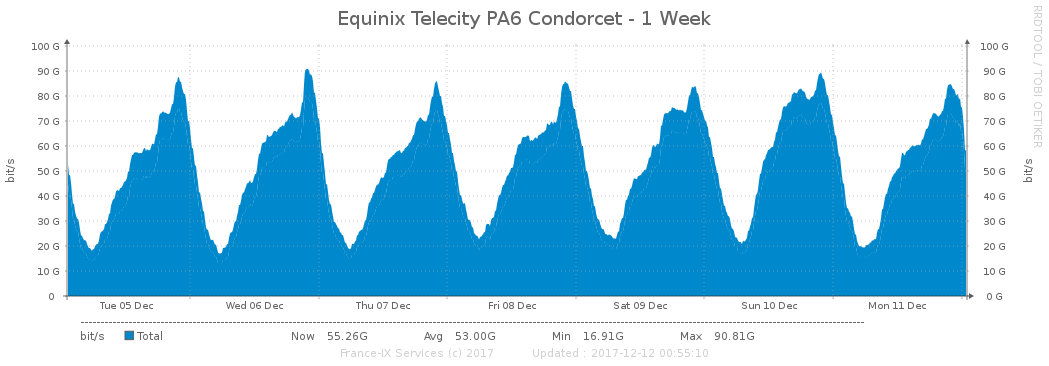 Equinix Telecity PA6 Condorcet - 1 Week
RRDTOOL / TOBI OETIKER
bit/s
100 G
90 G
80 G
70 G
60 G
50 G
40 G
30 G
20 G
10 G
0
100 G
90 G
80 G
70 G
60 G
50 G
40 G
30 G
20 G
10 G
0 G
bit/s
Tue 05 Dec Wed 06 Dec Thu 07 Dec Fri 08 Dec Sat 09 Dec Sun 10 Dec Mon 11 Dec
bit/s Total Now 55.26G Avg 53.00G Min 16.91G Max 90.81G
France-IX Services (c) 2017 Updated : 2017-12-12 00:55:10